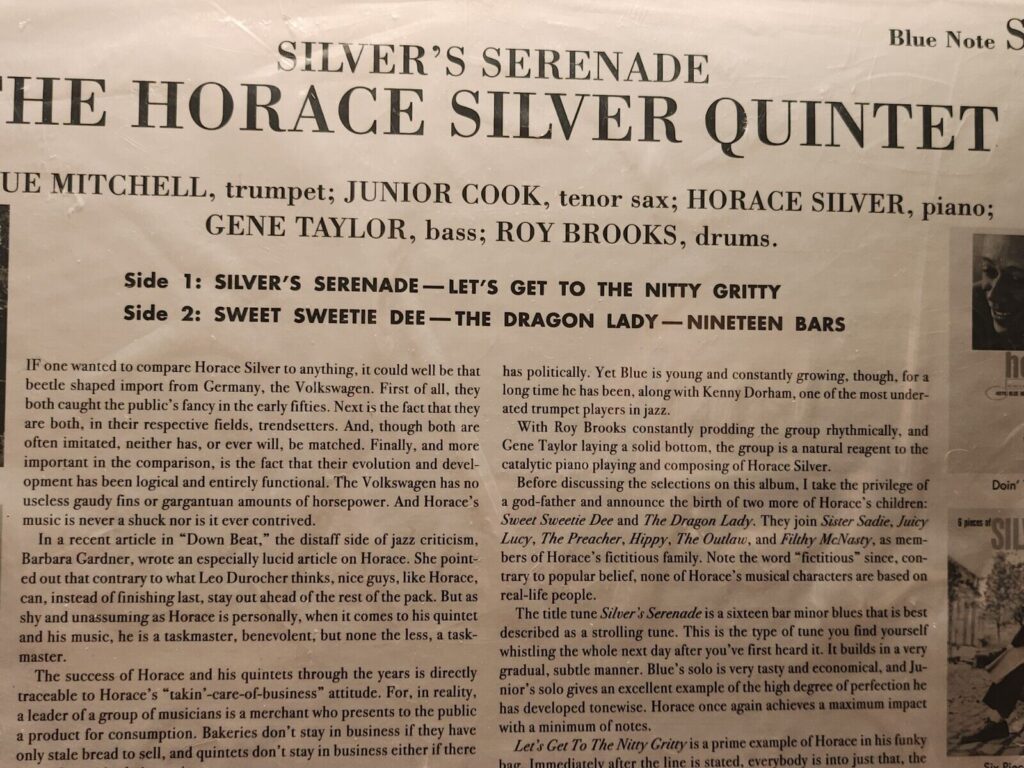 Blue Note S
SILVER'S SERENADE
THE HORACE SILVER QUINTET
UE MITCHELL, trumpet; JUNIOR COOK, tenor sax; HORACE SILVER, piano;
GENE TAYLOR, bass; ROY BROOKS, drums.
Side 1: SILVER'S SERENADE—LET'S GET TO THE NITTY GRITTY
Side 2: SWEET SWEETIE DEE—THE DRAGON LADY—NINETEEN BARS
IF one wanted to compare Horace Silver to anything, it could well be that
beetle shaped import from Germany, the Volkswagen. First of all, they
both caught the public's fancy in the early fifties. Next is the fact that they
are both, in their respective fields, trendsetters. And, though both are
often imitated, neither has, or ever will, be matched. Finally, and more
important in the comparison, is the fact that their evolution and devel-
opment has been logical and entirely functional. The Volkswagen has no
useless gaudy fins or gargantuan amounts of horsepower. And Horace's
music is never a shuck nor is it ever contrived.
In a recent article in "Down Beat," the distaff side of jazz criticism,
Barbara Gardner, wrote an especially lucid article on Horace. She point-
ed out that contrary to what Leo Durocher thinks, nice guys, like Horace,
can, instead of finishing last, stay out ahead of the rest of the pack. But as
shy and unassuming as Horace is personally, when it comes to his quintet
and his music, he is a taskmaster, benevolent, but none the less, a task-
master.
The success of Horace and his quintets through the years is directly
traceable to Horace's "takin'-care-of-business" attitude. For, in reality,
a leader of a group of musicians is a merchant who presents to the public
a product for consumption. Bakeries don't stay in business if they have
only stale bread to sell, and quintets don't stay in business either if there
has politically. Yet Blue is young and constantly growing, though, for a
long time he has been, along with Kenny Dorham, one of the most under-
ated trumpet players in jazz.
With Roy Brooks constantly prodding the group rhythmically, and
Gene Taylor laying a solid bottom, the group is a natural reagent to the
catalytic piano playing and composing of Horace Silver.
Before discussing the selections on this album, I take the privilege of
a god-father and announce the birth of two more of Horace's children:
Sweet Sweetie Dee and The Dragon Lady. They join Sister Sadie, Juicy
Lucy, The Preacher, Hippy, The Outlaw, and Filthy McNasty, as mem-
bers of Horace's fictitious family. Note the word "fictitious" since, con-
trary to popular belief, none of Horace's musical characters are based on
real-life people.
The title tune Silver's Serenade is a sixteen bar minor blues that is best
described as a strolling tune. This is the type of tune you find yourself
whistling the whole next day after you've first heard it. It builds in a very
gradual, subtle manner. Blue's solo is very tasty and economical, and Ju-
nior's solo gives an excellent example of the high degree of perfection he
has developed tonewise. Horace once again achieves a maximum impact
with a minimum of notes.
Let's Get To The Nitty Gritty is a prime example of Horace in his funky
bag. Immediately after the line is stated, everybody is into just that, the
ho
Doin'
6 pieces of SIL
Six Piec